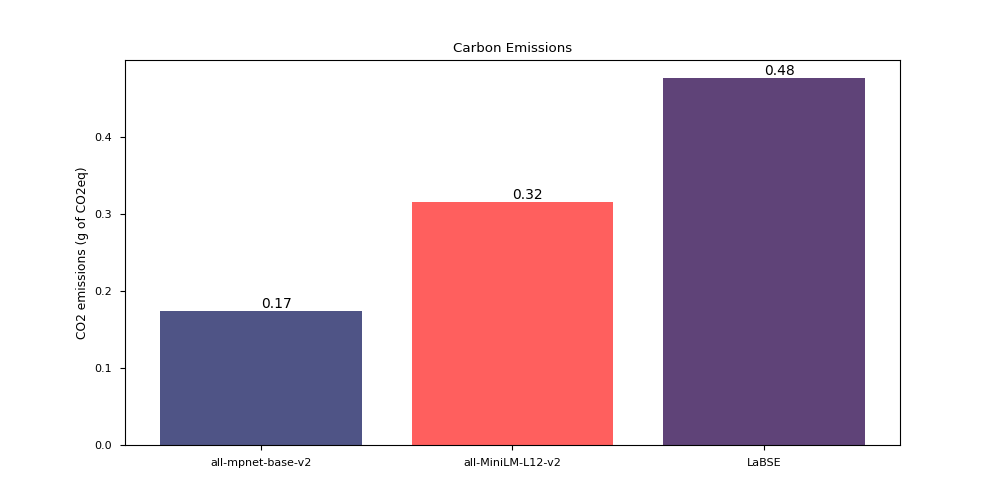 Carbon Emissions
CO2 emissions (g of CO2eq)
0.4
0.3
0.2
0.1
0.0
0.17
0.32
0.48
all-mpnet-base-v2
all-MiniLM-L12-v2
LaBSE